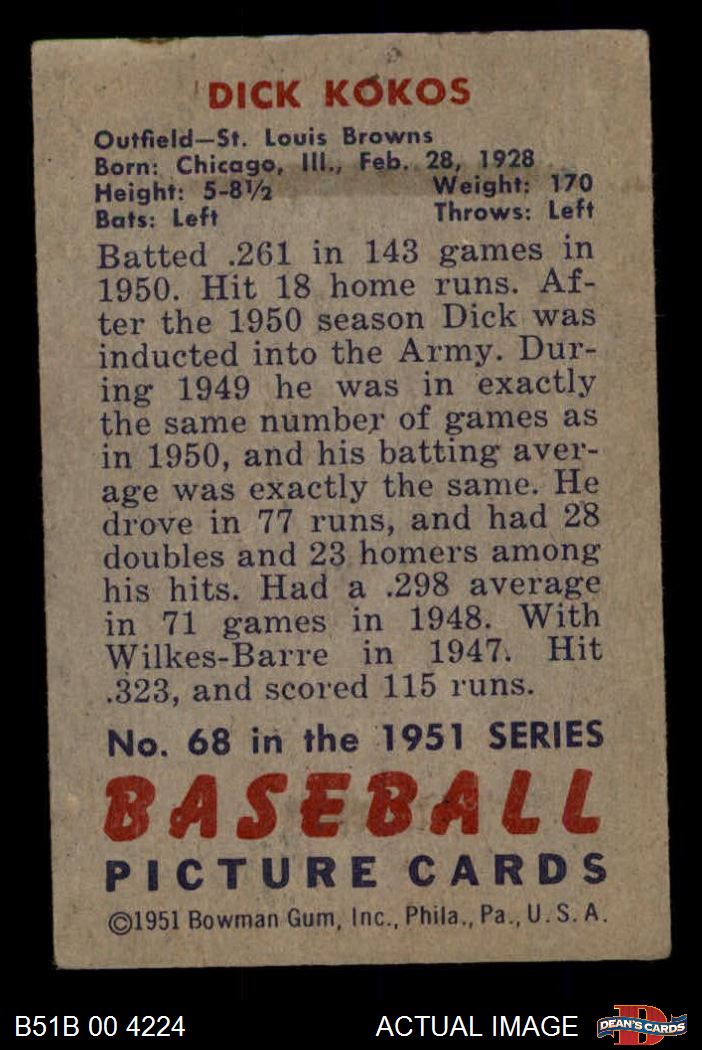 DICK KOKOS
Outfield—St. Louis Browns
Born: Chicago, Ill., Feb. 28, 1928
Height: 5-8½ Weight: 170
Bats: Left Throws: Left
Batted .261 in 143 games in
1950. Hit 18 home runs. Af-
ter the 1950 season Dick was
inducted into the Army. Dur-
ing 1949 he was in exactly
the same number of games as
in 1950, and his batting aver-
age was exactly the same. He
drove in 77 runs, and had 28
doubles and 23 homers among
his hits. Had a .298 average
in 71 games in 1948. With
Wilkes-Barre in 1947. Hit
.323, and scored 115 runs.
No. 68 in the 1951 SERIES
BASEBALL
PICTURE CARDS
©1951 Bowman Gum, Inc., Phila., Pa., U.S.A.
B51B 00 4224 ACTUAL IMAGE D DEAN'S CARDS